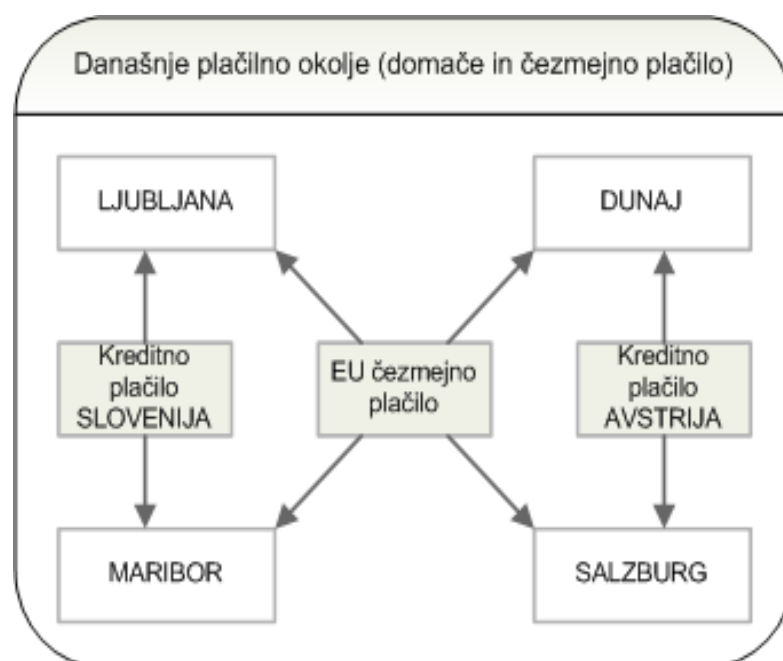 Današnje plačilno okolje (domače in čezmejno plačilo)
LJUBLJANA
DUNAJ
Kreditno
plačilo
SLOVENIJA
EU čezmejno
plačilo
Kreditno
plačilo
AVSTRIJA
MARIBOR
SALZBURG